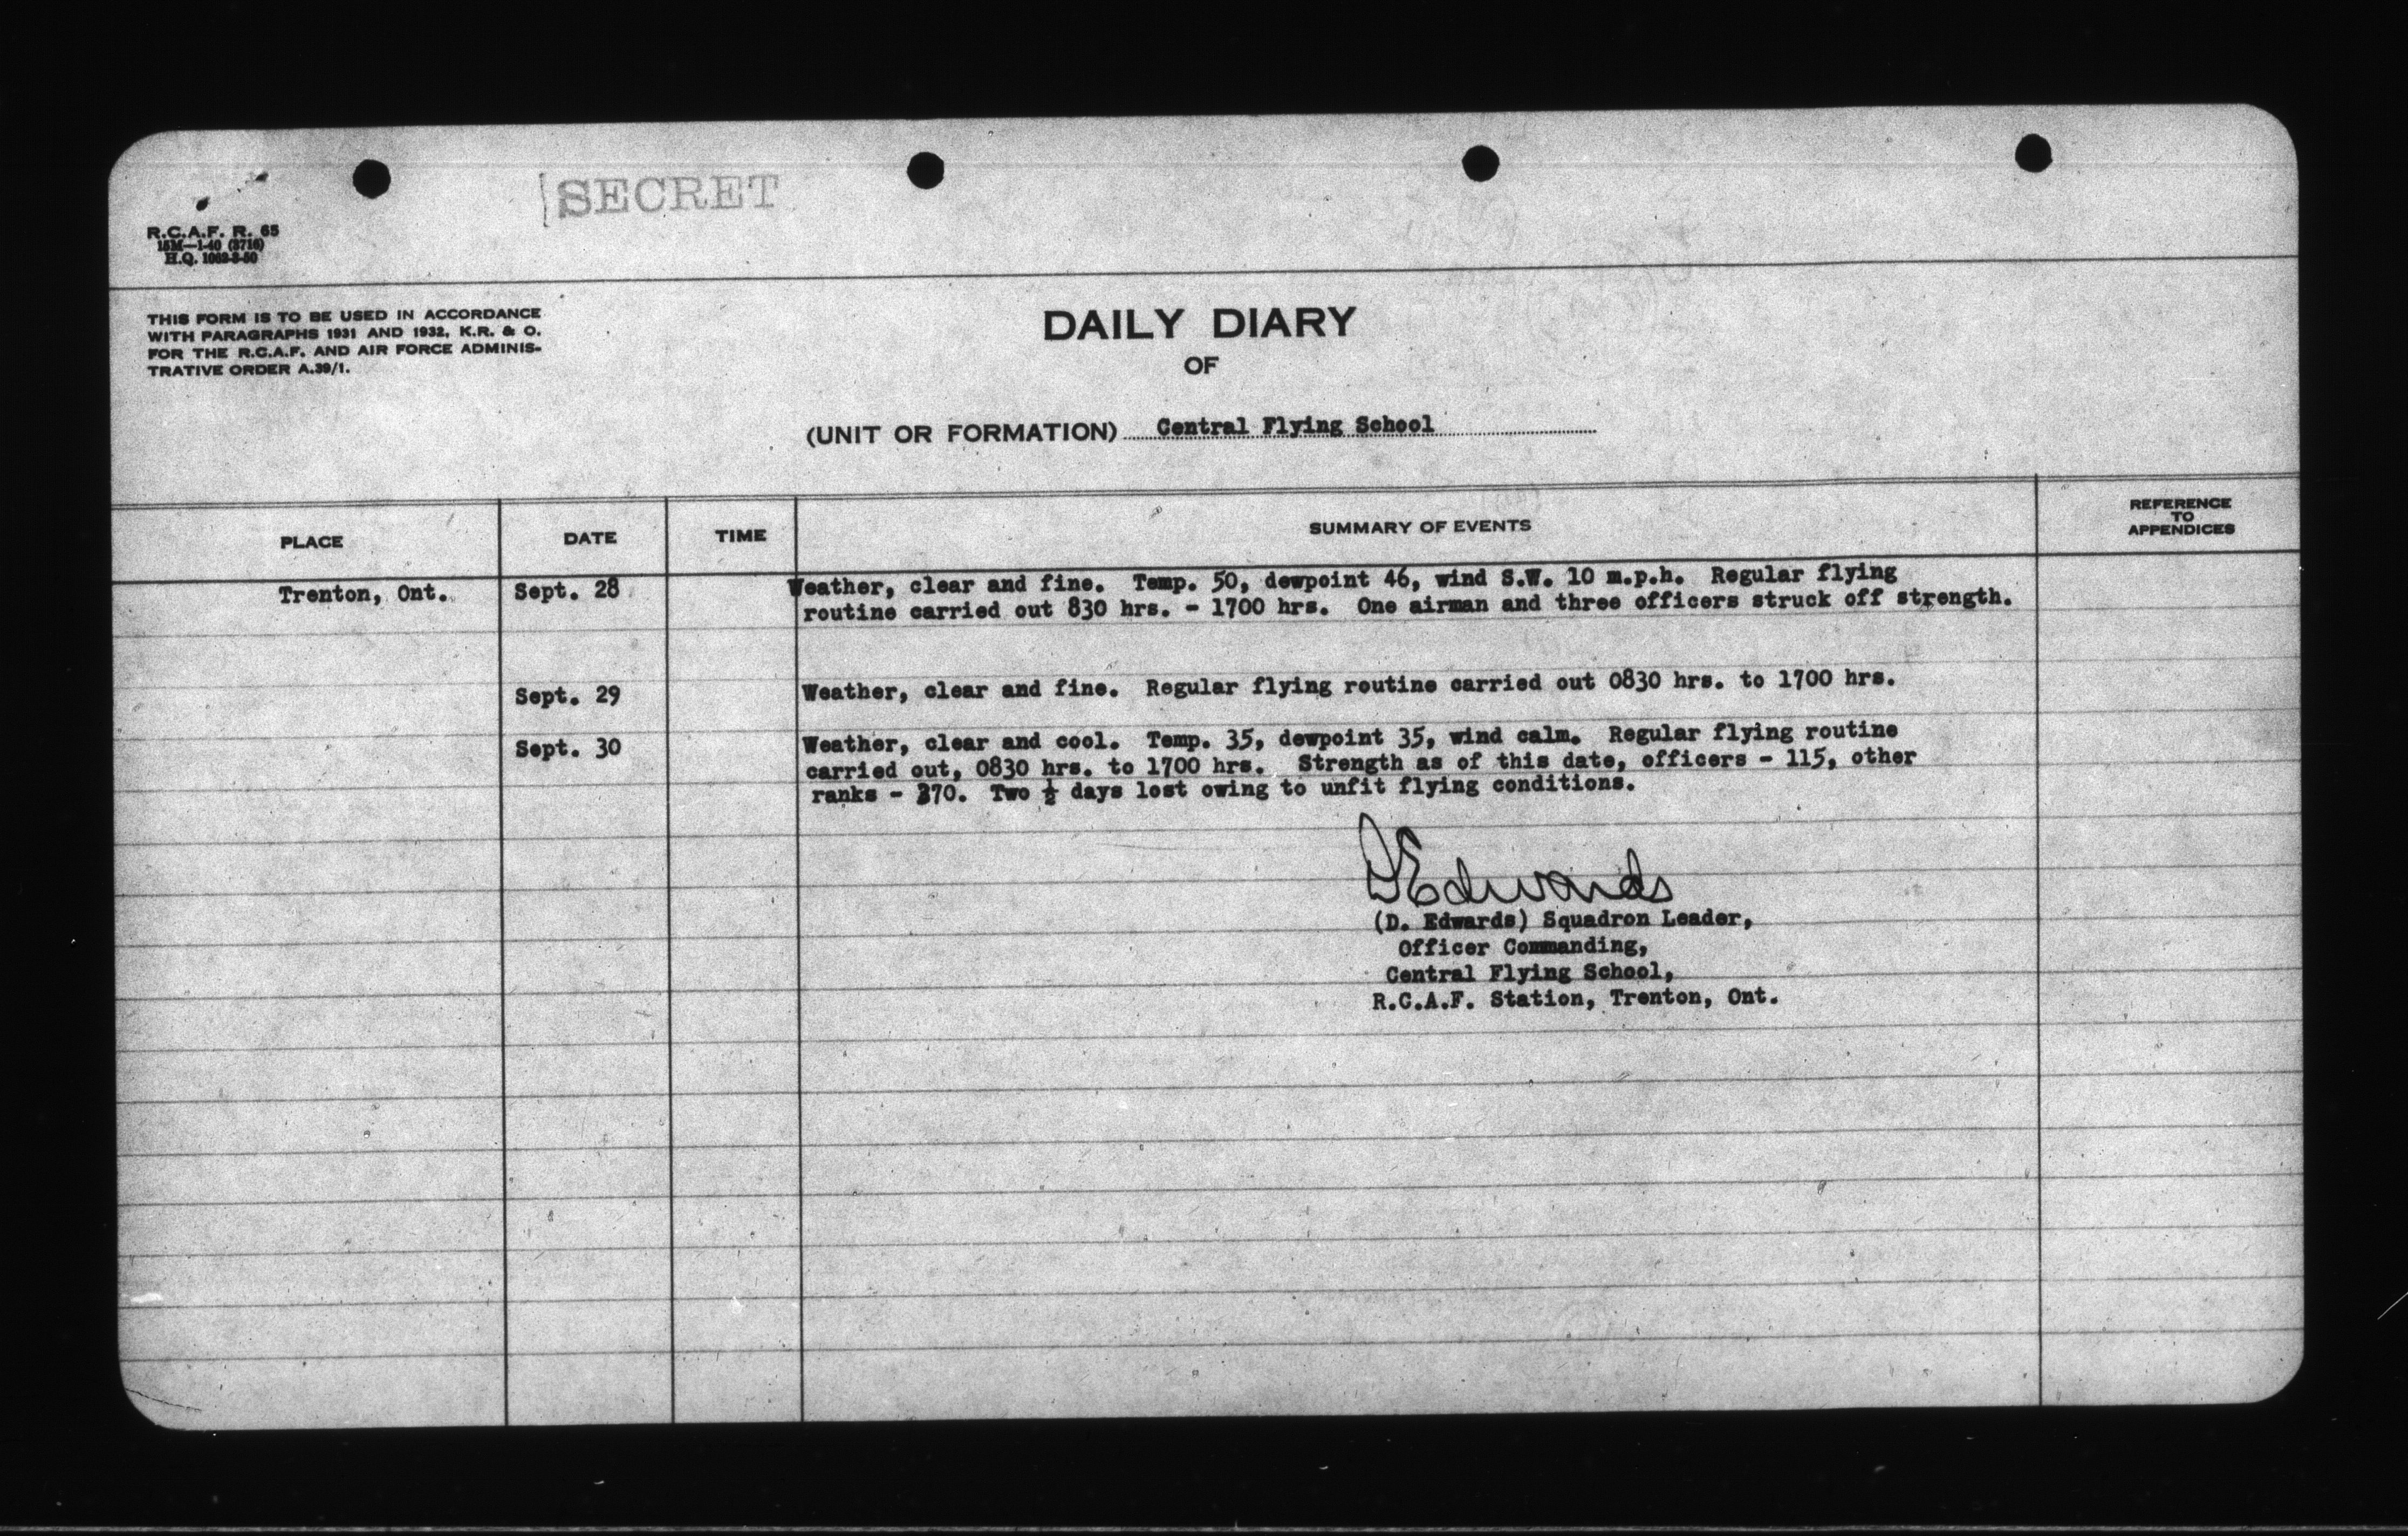 SECRET
R.C.A.F. R. 65
15M—1-40 (3716)
H.Q. 1062-3-50
THIS FORM IS TO BE USED IN ACCORDANCE
WITH PARAGRAPHS 1931 AND 1932, K.R. & O.
FOR THE R.C.A.F. AND AIR FORCE ADMINIS-
TRATIVE ORDER A.39/1.
DAILY DIARY
OF
(UNIT OR FORMATION) Central Flying School
PLACE DATE TIME SUMMARY OF EVENTS REFERENCE TO APPENDICES
Trenton, Ont. Sept. 28 Weather, clear and fine. Temp. 50, dewpoint 46, wind S.W. 10 m.p.h. Regular flying
routine carried out 830 hrs. - 1700 hrs. One airman and three officers struck off strength.
Sept. 29 Weather, clear and fine. Regular flying routine carried out 0830 hrs. to 1700 hrs.
Sept. 30 Weather, clear and cool. Temp. 35, dewpoint 35, wind calm. Regular flying routine
carried out, 0830 hrs. to 1700 hrs. Strength as of this date, officers - 115, other
ranks - 370. Two ½ days lost owing to unfit flying conditions.
D Edwards
(D. Edwards) Squadron Leader,
Officer Commanding,
Central Flying School,
R.C.A.F. Station, Trenton, Ont.